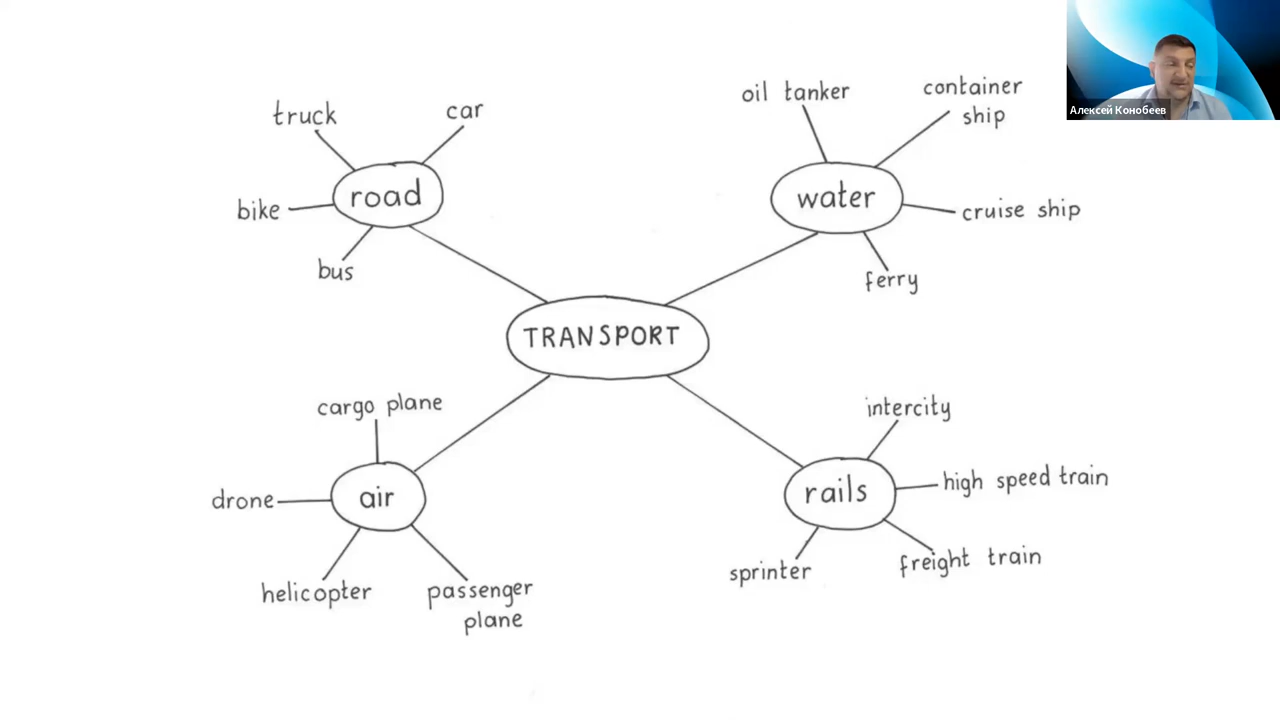 truck
car
road
bike
bus
oil tanker
container
ship
water
cruise ship
ferry
TRANSPORT
cargo plane
drone
air
helicopter
passenger
plane
intercity
rails
high speed train
freight train
sprinter
Алексей Конобеев